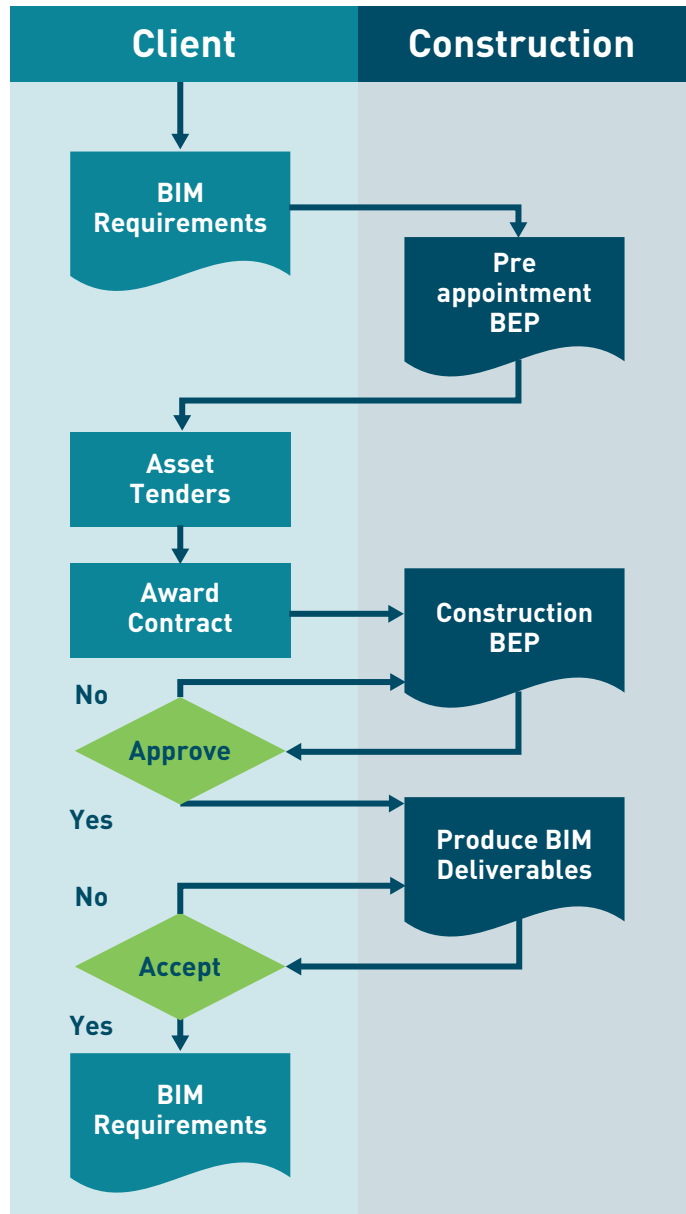 Client
Construction
BIM
Requirements
Pre
appointment
BEP
Asset
Tenders
Award
Contract
Construction
BEP
No
Approve
Yes
Produce BIM
Deliverables
No
Accept
Yes
BIM
Requirements